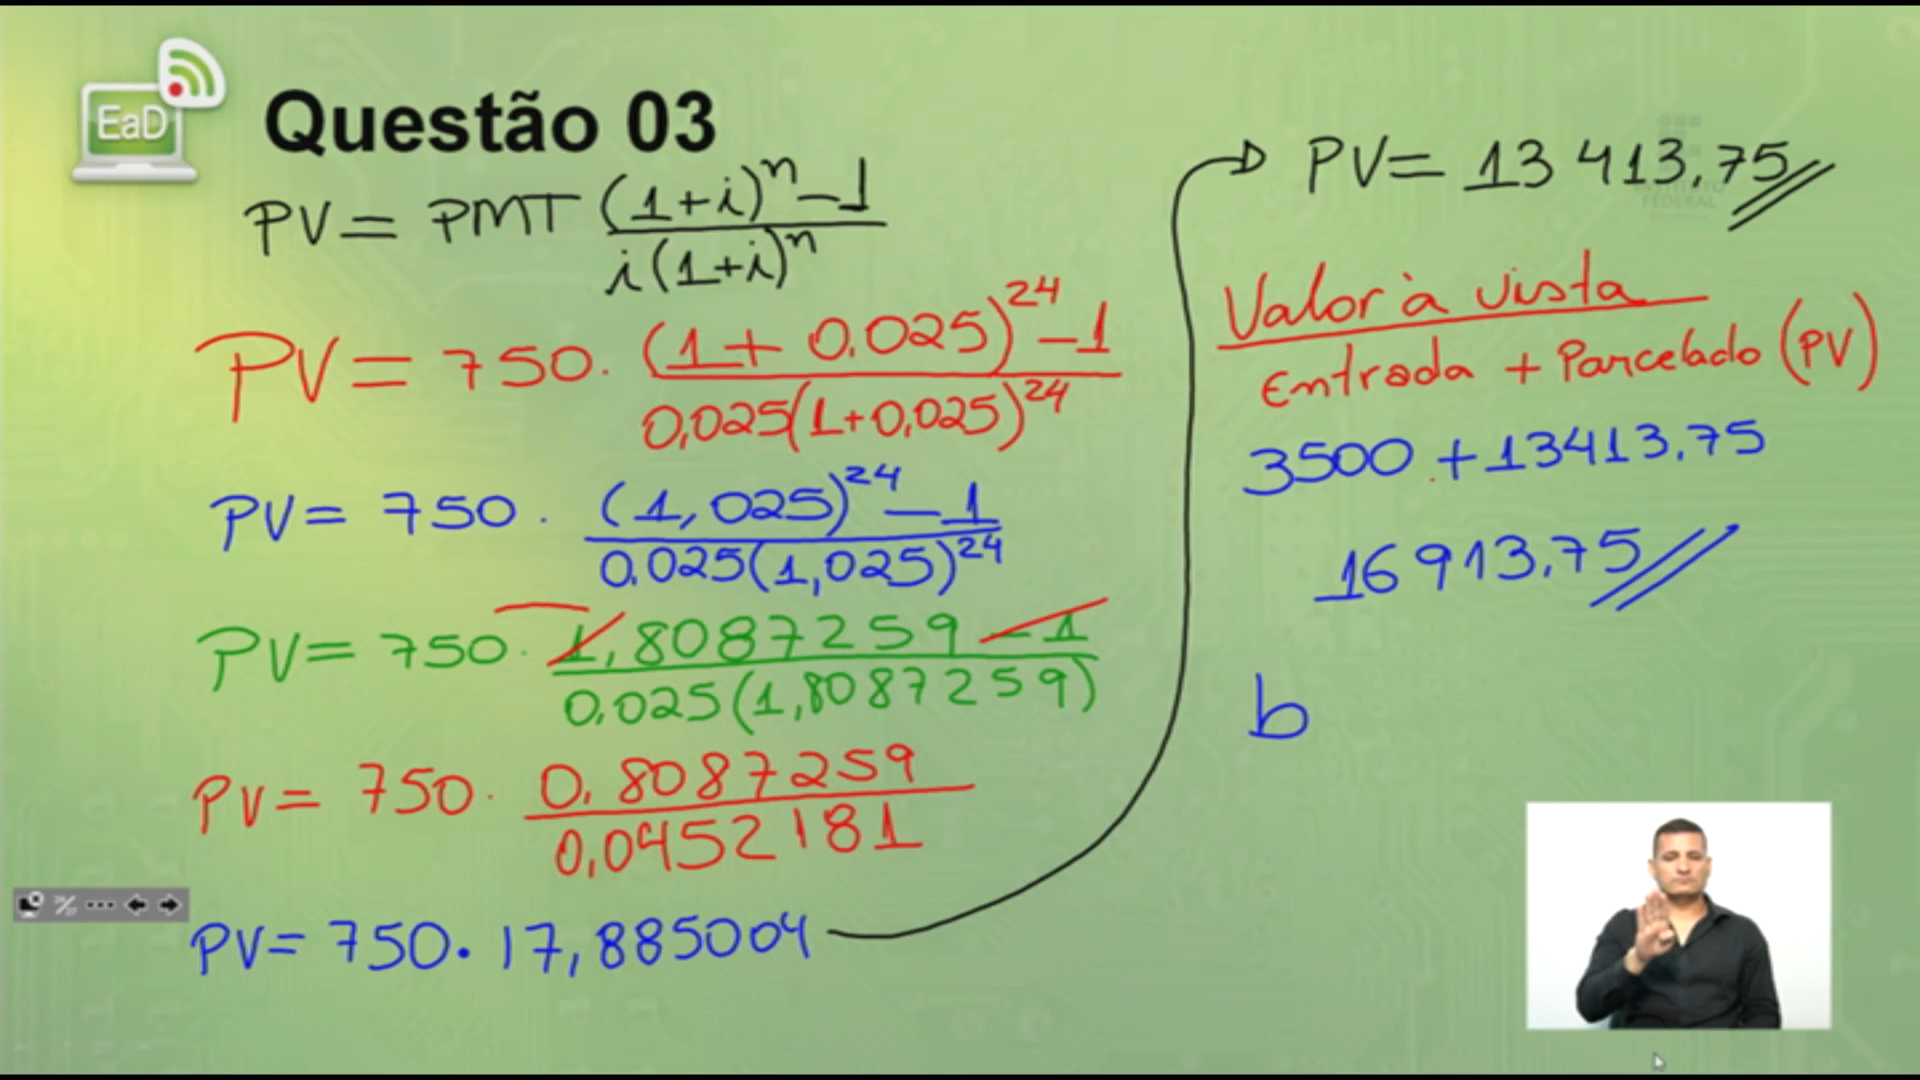 EaD
Questão 03
PV = PMT (1+i)^n - 1 / i(1+i)^n
PV = 750 . (1 + 0.025)^24 - 1 / 0,025(1+0,025)^24
PV = 750 . (1,025)^24 - 1 / 0.025(1,025)^24
PV = 750 . 1,8087259 - 1 / 0.025(1,8087259)
PV = 750 . 0.8087259 / 0,0452181
PV = 750 . 17,885004
PV = 13 413,75
Valor à vista
Entrada + Parcelado (PV)
3500 + 13413,75
16 913,75
b